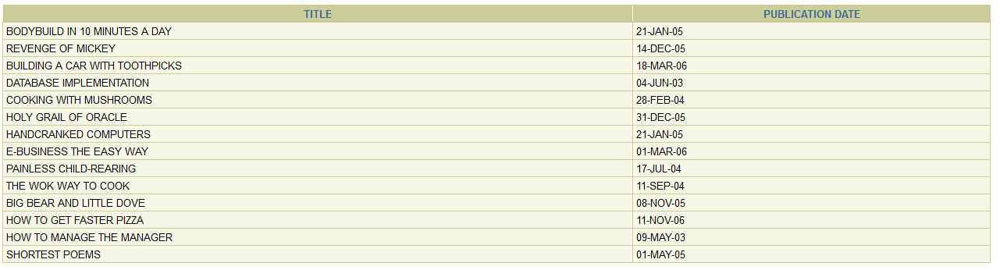 TITLE PUBLICATION DATE
BODYBUILD IN 10 MINUTES A DAY 21-JAN-05
REVENGE OF MICKEY 14-DEC-05
BUILDING A CAR WITH TOOTHPICKS 18-MAR-06
DATABASE IMPLEMENTATION 04-JUN-03
COOKING WITH MUSHROOMS 28-FEB-04
HOLY GRAIL OF ORACLE 31-DEC-05
HANDCRANKED COMPUTERS 21-JAN-05
E-BUSINESS THE EASY WAY 01-MAR-06
PAINLESS CHILD-REARING 17-JUL-04
THE WOK WAY TO COOK 11-SEP-04
BIG BEAR AND LITTLE DOVE 08-NOV-05
HOW TO GET FASTER PIZZA 11-NOV-06
HOW TO MANAGE THE MANAGER 09-MAY-03
SHORTEST POEMS 01-MAY-05